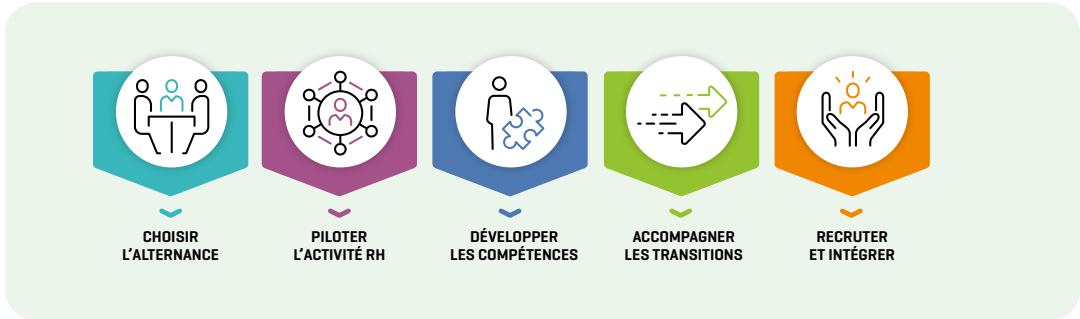 CHOISIR
L'ALTERNANCE
PILOTER
L'ACTIVITÉ RH
DÉVELOPPER
LES COMPÉTENCES
ACCOMPAGNER
LES TRANSITIONS
RECRUTER
ET INTÉGRER